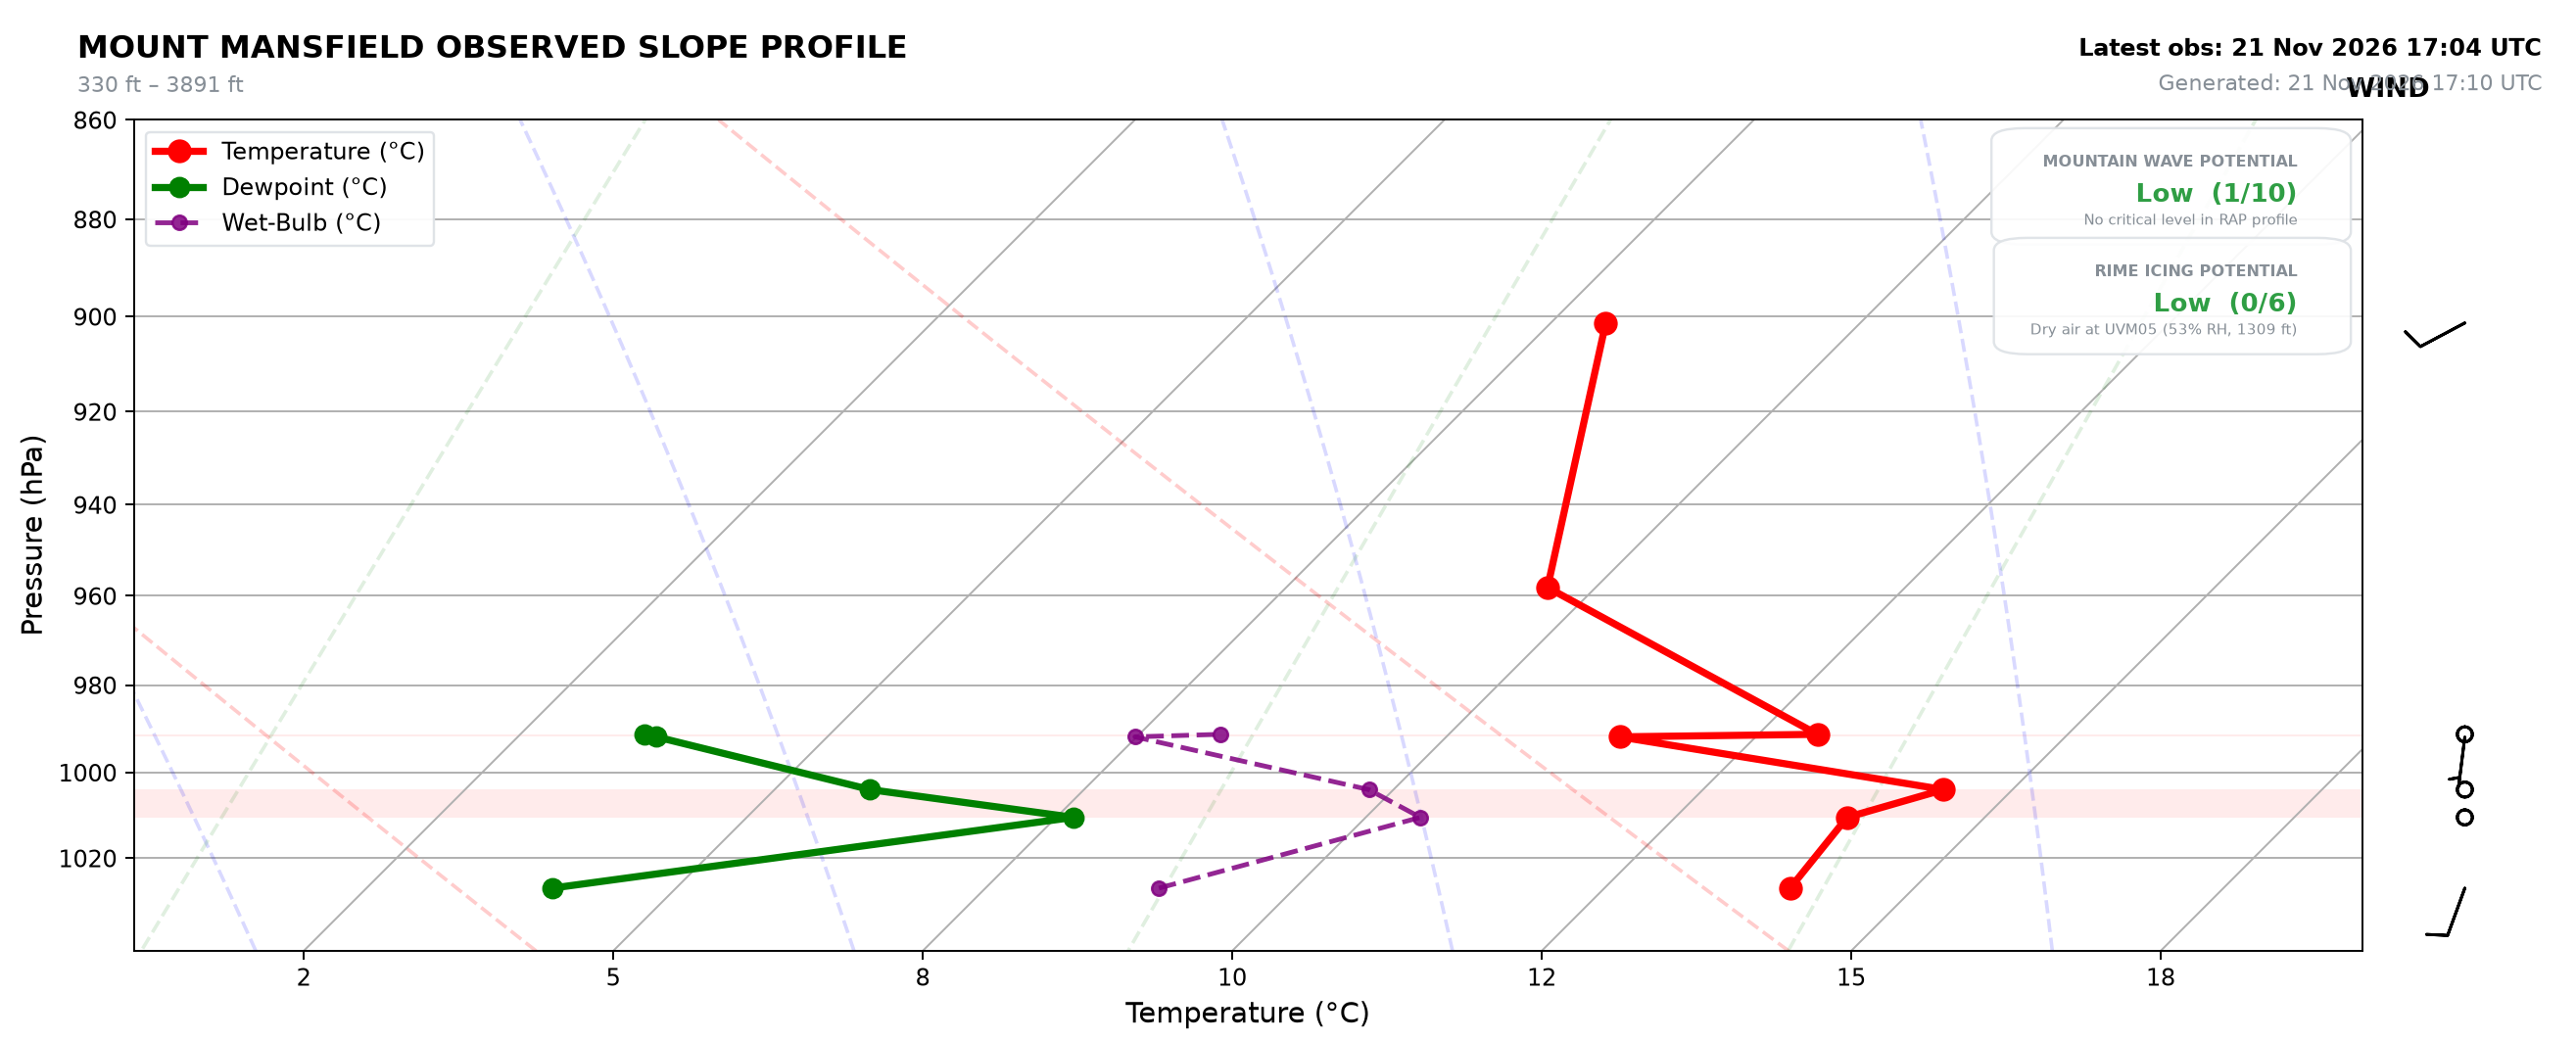 MOUNT MANSFIELD OBSERVED SLOPE PROFILE
330 ft – 3891 ft
Latest obs: 21 Nov 2026 17:04 UTC
Generated: 21 Nov 2026 17:10 UTC
WIND
Temperature (°C)
Dewpoint (°C)
Wet-Bulb (°C)
MOUNTAIN WAVE POTENTIAL
Low (1/10)
No critical level in RAP profile
RIME ICING POTENTIAL
Low (0/6)
Dry air at UVM05 (53% RH, 1309 ft)
Pressure (hPa)
860
880
900
920
940
960
980
1000
1020
2 5 8 10 12 15 18
Temperature (°C)